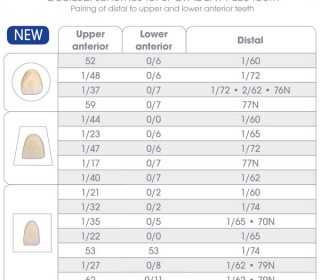 Pairing of distal to upper and lower anterior teeth
NEW
Upper anterior Lower anterior Distal
52 0/6 1/60
1/48 0/6 1/72
1/37 0/7 1/72 • 2/62 • 76N
59 0/7 77N
1/44 0/0 1/60
1/23 0/6 1/65
1/47 0/6 1/72
1/17 0/7 77N
1/40 0/7 1/62
1/21 0/2 1/60
1/32 0/2 1/74
1/35 0/5 1/65 • 70N
1/22 0/0 1/65
53 53 1/74
1/27 0/8 1/62 • 79N